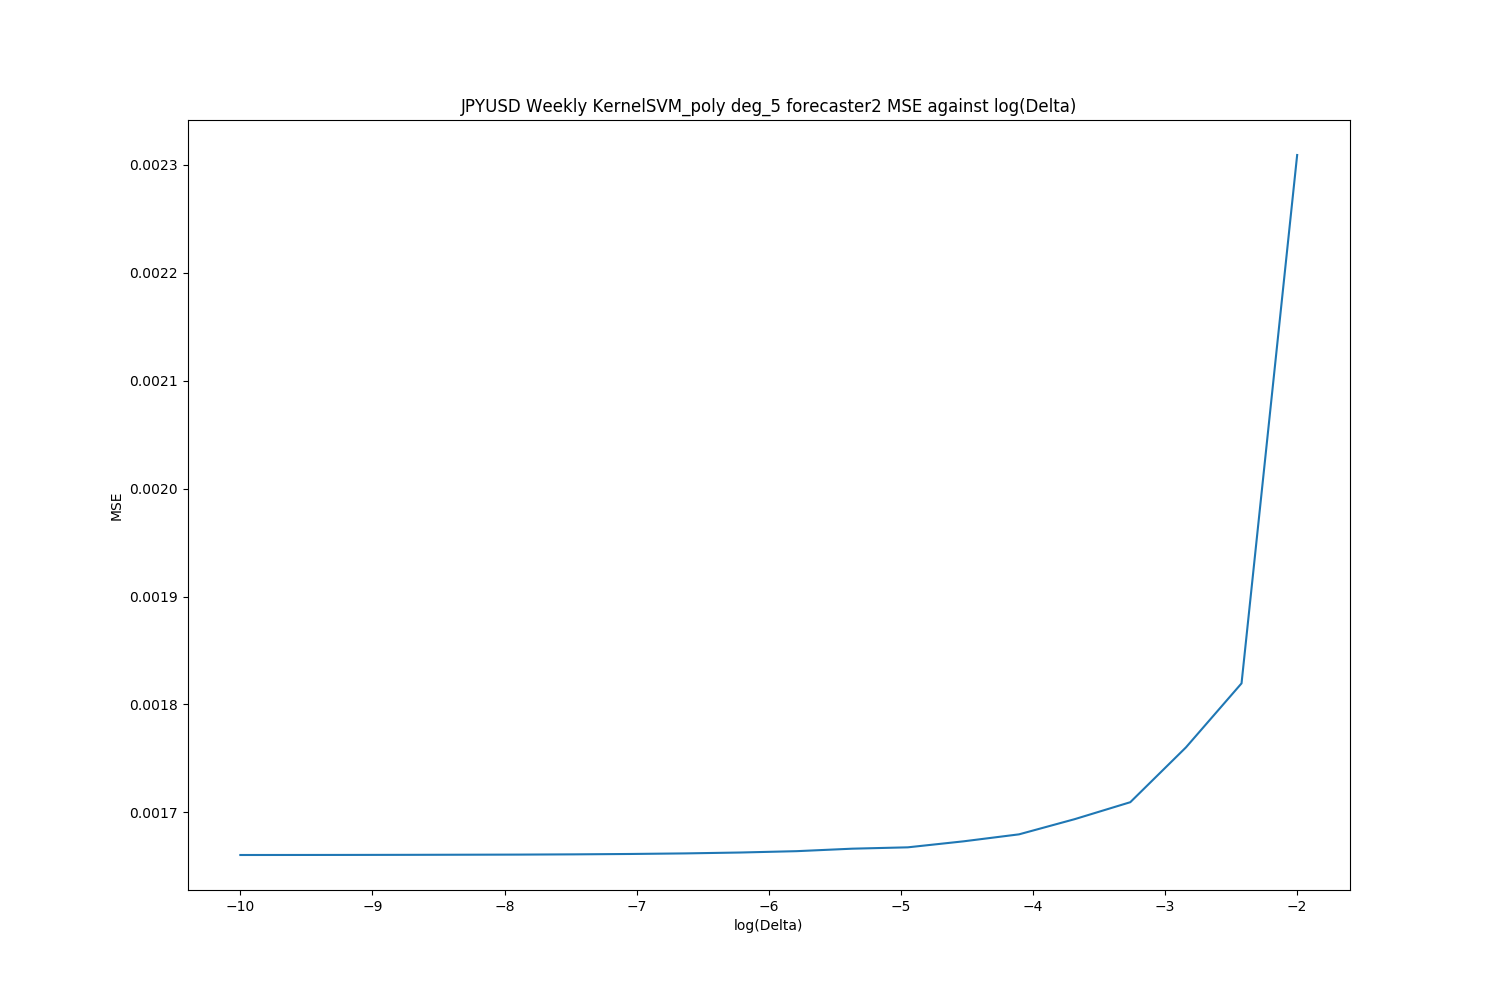 JPYUSD Weekly KernelSVM_poly deg_5 forecaster2 MSE against log(Delta)
0.0023
0.0022
0.0021
0.0020
0.0019
0.0018
0.0017
MSE
−10 −9 −8 −7 −6 −5 −4 −3 −2
log(Delta)